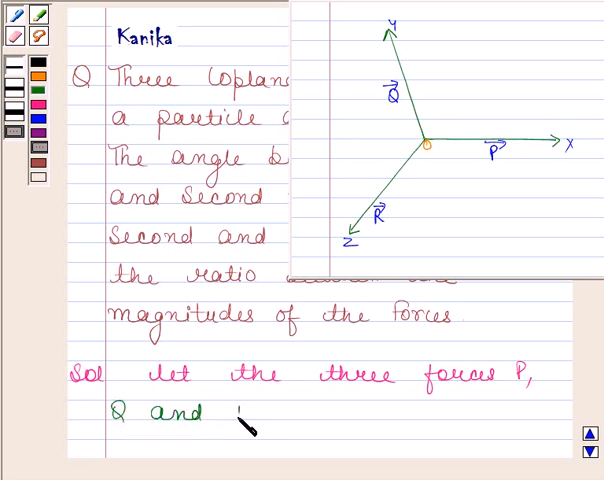 Kanika
Q Three Coplan
a particle
The angle b
and second
second and
the ratio
magnitudes of the forces.
Sol let the three forces P,
Q and
Y
Q
O
P
X
R
Z